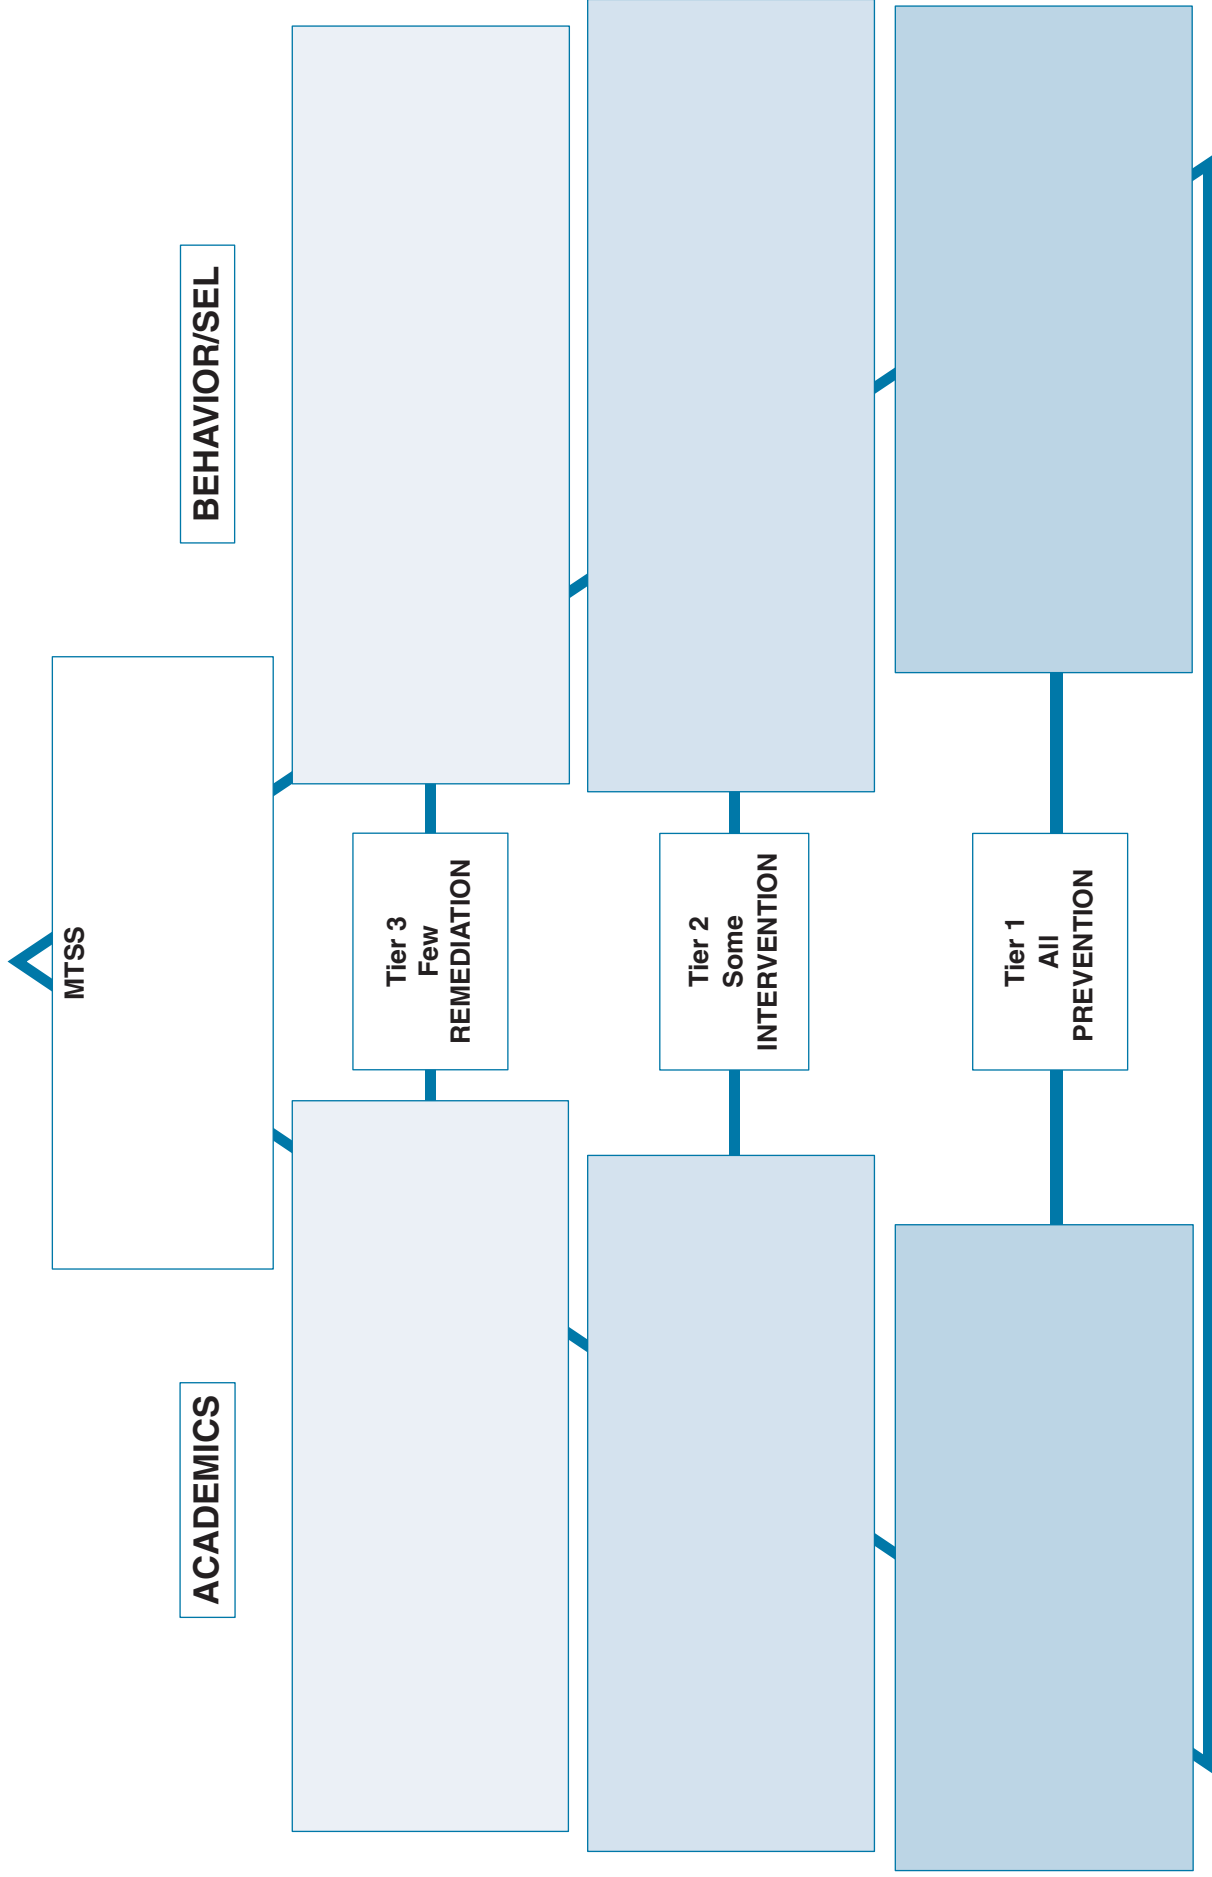 MTSS
ACADEMICS
BEHAVIOR/SEL
Tier 3
Few
REMEDIATION
Tier 2
Some
INTERVENTION
Tier 1
All
PREVENTION